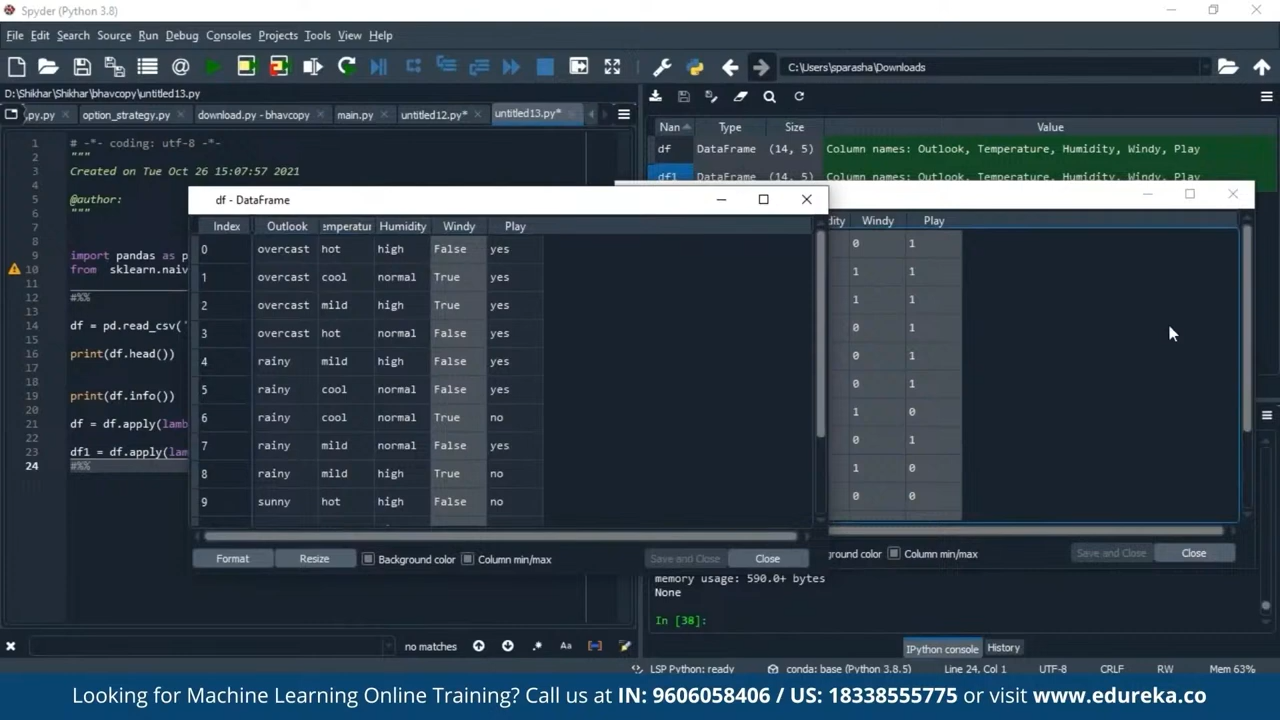 Spyder (Python 3.8)
File Edit Search Source Run Debug Consoles Projects Tools View Help
C:\Users\sparasha\Downloads
D:\Shikhar\Shikhar\bhavcopy\untitled13.py
.py.py option_strategy.py download.py - bhavcopy main.py untitled12.py* untitled13.py*
1 # -*- coding: utf-8 -*-
2 """
3 Created on Tue Oct 26 15:07:57 2021
4
5 @author:
6 """
7
8
9 import pandas as p
10 from sklearn.naiv
11
12 #%%
13
14 df = pd.read_csv('
15
16 print(df.head())
17
18
19 print(df.info())
20
21 df = df.apply(lamb
22
23 df1 = df.apply(lam
24 #%%
Nan Type Size Value
df DataFrame (14, 5) Column names: Outlook, Temperature, Humidity, Windy, Play
df1 DataFrame (14, 5) Column names: Outlook, Temperature, Humidity, Windy, Play
df - DataFrame
Index Outlook emperatur Humidity Windy Play
0 overcast hot high False yes
1 overcast cool normal True yes
2 overcast mild high True yes
3 overcast hot normal False yes
4 rainy mild high False yes
5 rainy cool normal False yes
6 rainy cool normal True no
7 rainy mild normal False yes
8 rainy mild high True no
9 sunny hot high False no
Format Resize Background color Column min/max Save and Close Close
dity Windy Play
0 1
1 1
1 1
0 1
0 1
0 1
1 0
0 1
1 0
0 0
ground color Column min/max Save and Close Close
memory usage: 590.0+ bytes
None
In [38]:
no matches .* Aa
IPython console History
LSP Python: ready conda: base (Python 3.8.5) Line 24, Col 1 UTF-8 CRLF RW Mem 63%
Looking for Machine Learning Online Training? Call us at IN: 9606058406 / US: 18338555775 or visit www.edureka.co